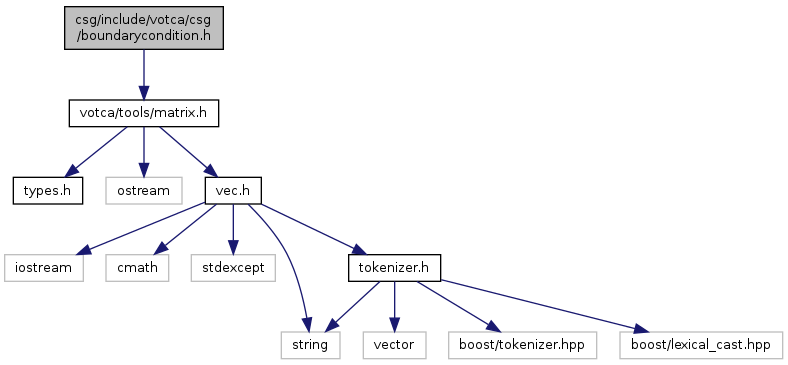 csg/include/votca/csg
/boundarycondition.h
votca/tools/matrix.h
types.h
ostream
vec.h
iostream
cmath
stdexcept
tokenizer.h
string
vector
boost/tokenizer.hpp
boost/lexical_cast.hpp